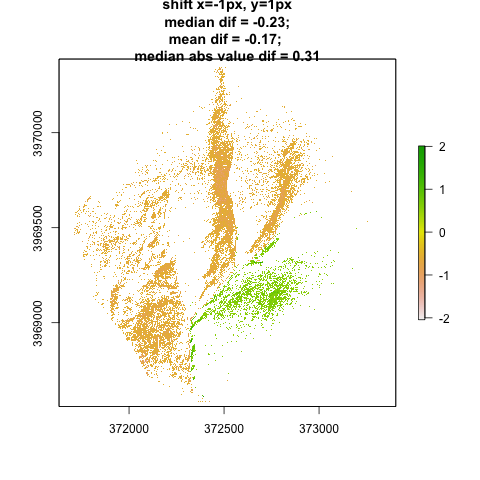 shift x=-1px, y=1px
median dif = -0.23;
mean dif = -0.17;
median abs value dif = 0.31
3970000
3969500
3969000
372000
372500
373000
2
1
0
-1
-2